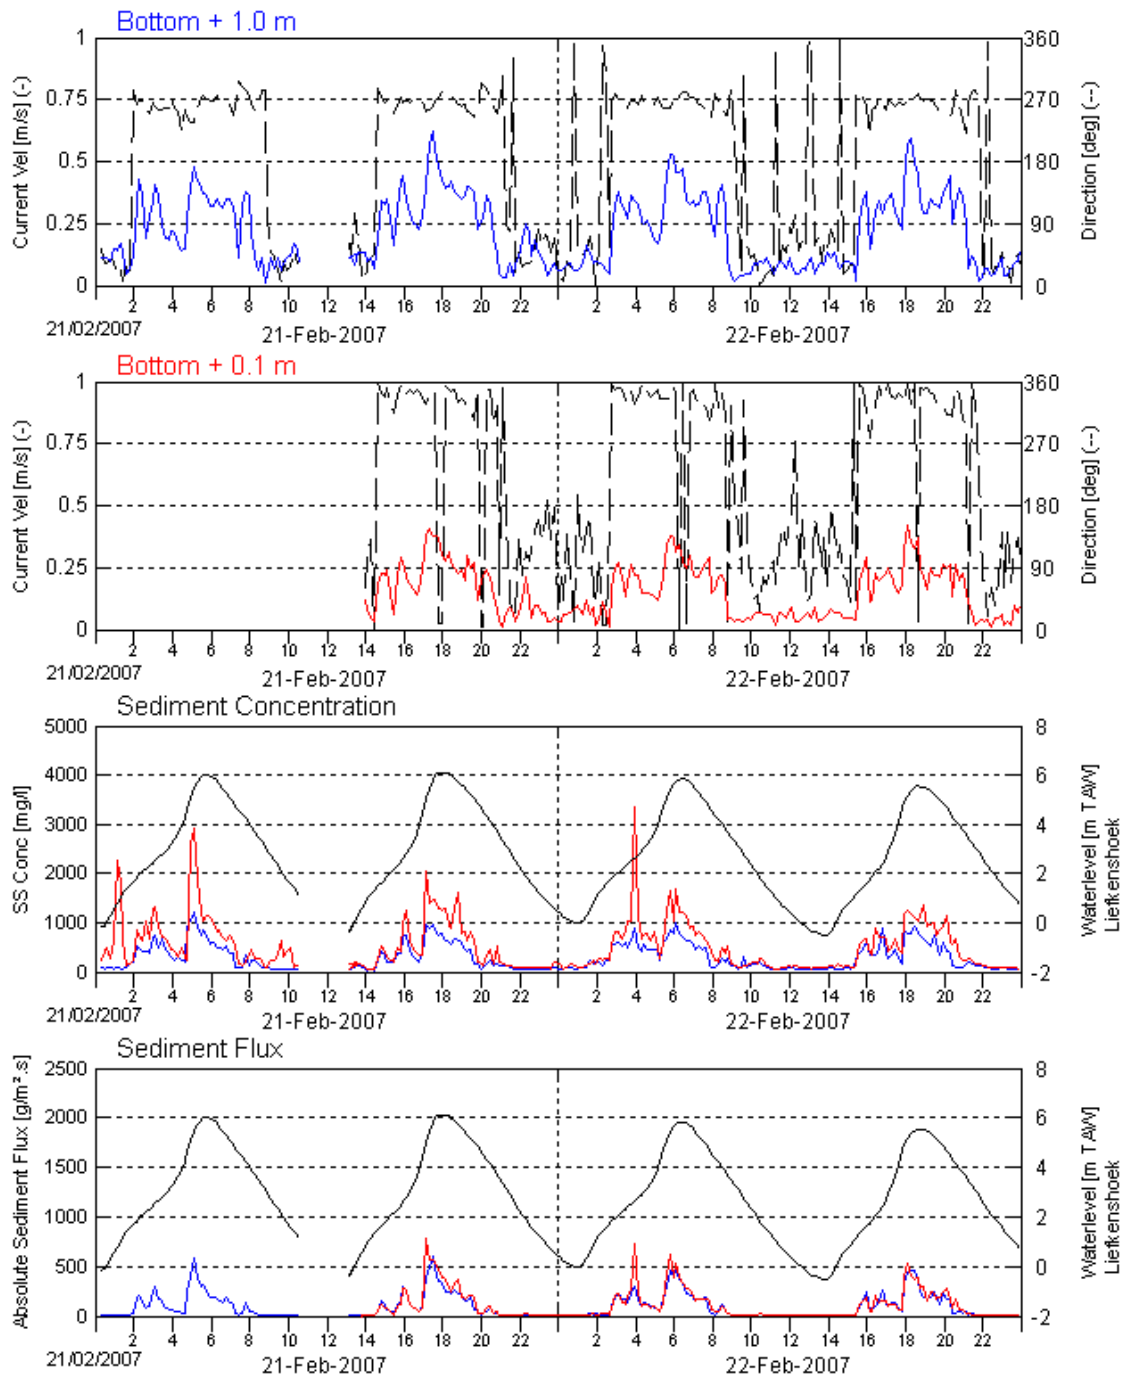 Bottom + 1.0 m
1 0.75 0.5 0.25 0
Current Vel [m/s] (-)
360 270 180 90 0
Direction [deg] (--)
2 4 6 8 10 12 14 16 18 20 22 2 4 6 8 10 12 14 16 18 20 22
21/02/2007 21-Feb-2007 22-Feb-2007
Bottom + 0.1 m
1 0.75 0.5 0.25 0
Current Vel [m/s] (-)
360 270 180 90 0
Direction [deg] (--)
2 4 6 8 10 12 14 16 18 20 22 2 4 6 8 10 12 14 16 18 20 22
21/02/2007 21-Feb-2007 22-Feb-2007
Sediment Concentration
5000 4000 3000 2000 1000 0
SS Conc [mg/l]
8 6 4 2 0 -2
Waterlevel [m TAW]
Liefkenshoek
2 4 6 8 10 12 14 16 18 20 22 2 4 6 8 10 12 14 16 18 20 22
21/02/2007 21-Feb-2007 22-Feb-2007
Sediment Flux
2500 2000 1500 1000 500 0
Absolute Sediment Flux [g/m².s]
8 6 4 2 0 -2
Waterlevel [m TAW]
Liefkenshoek
2 4 6 8 10 12 14 16 18 20 22 2 4 6 8 10 12 14 16 18 20 22
21/02/2007 21-Feb-2007 22-Feb-2007